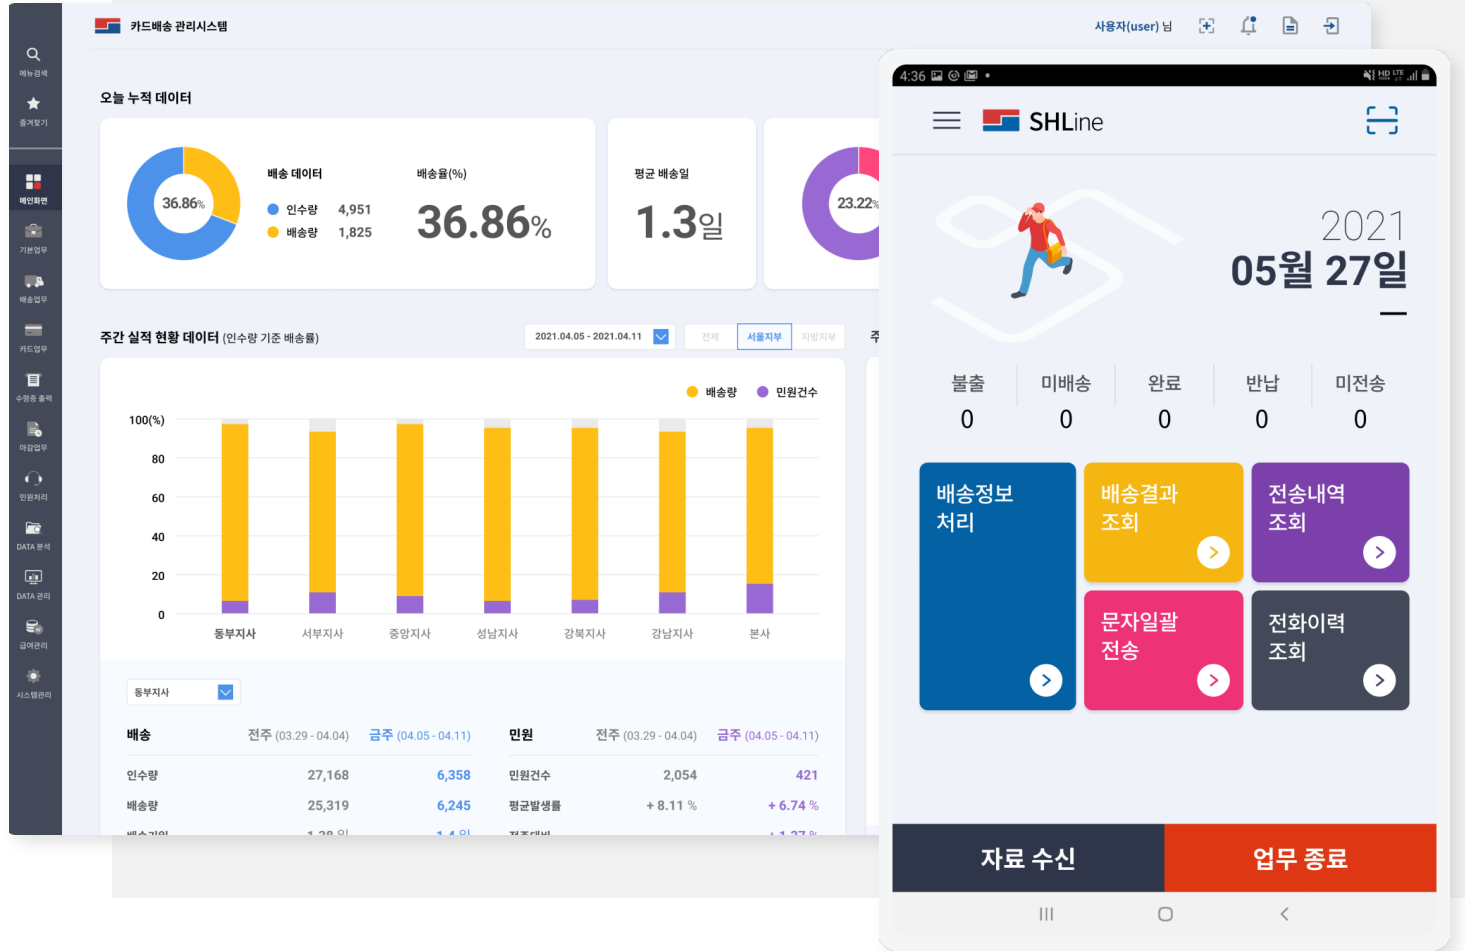 카드배송 관리시스템
사용자(user) 님
메뉴검색
즐겨찾기
메인화면
기본업무
배송업무
카드업무
수령증 출력
마감업무
민원처리
DATA 분석
DATA 관리
급여관리
시스템관리
오늘 누적 데이터
36.86%
배송 데이터
인수량 4,951
배송량 1,825
배송율(%)
36.86%
평균 배송일
1.3일
23.22%
주간 실적 현황 데이터 (인수량 기준 배송률)
2021.04.05 - 2021.04.11
전체 서울지부 지방지부
배송량 민원건수
100(%)
80
60
40
20
0
동부지사 서부지사 중앙지사 성남지사 강북지사 강남지사 본사
동부지사
배송 전주 (03.29 - 04.04) 금주 (04.05 - 04.11) 민원 전주 (03.29 - 04.04) 금주 (04.05 - 04.11)
인수량 27,168 6,358 민원건수 2,054 421
배송량 25,319 6,245 평균발생률 + 8.11 % + 6.74 %
4:36
HD LTE
SHLine
2021
05월 27일
불출 미배송 완료 반납 미전송
0 0 0 0 0
배송정보
처리
배송결과
조회
전송내역
조회
문자일괄
전송
전화이력
조회
자료 수신 업무 종료